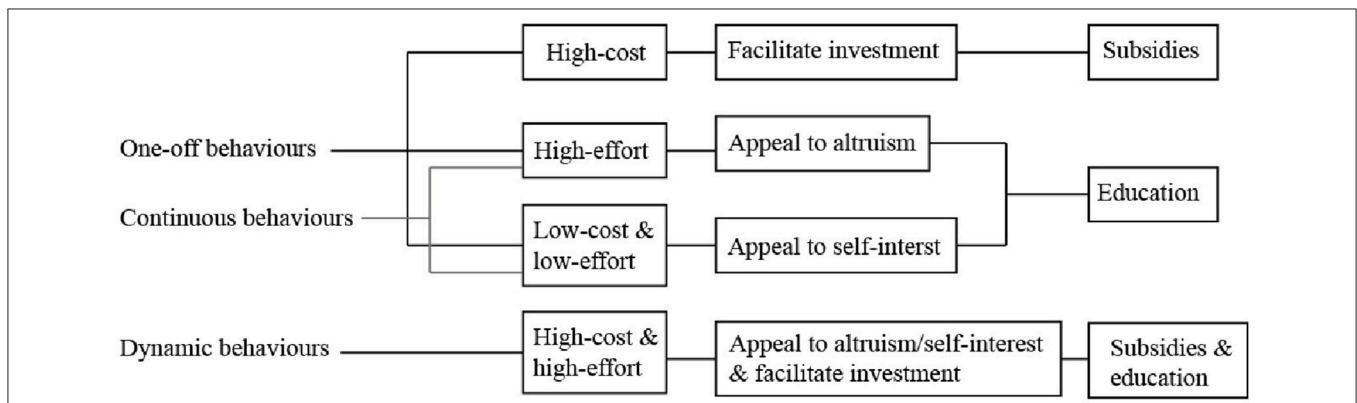 High-cost
Facilitate investment
Subsidies
One-off behaviours
High-effort
Appeal to altruism
Education
Continuous behaviours
Low-cost &
low-effort
Appeal to self-interst
Dynamic behaviours
High-cost &
high-effort
Appeal to altruism/self-interest
& facilitate investment
Subsidies &
education